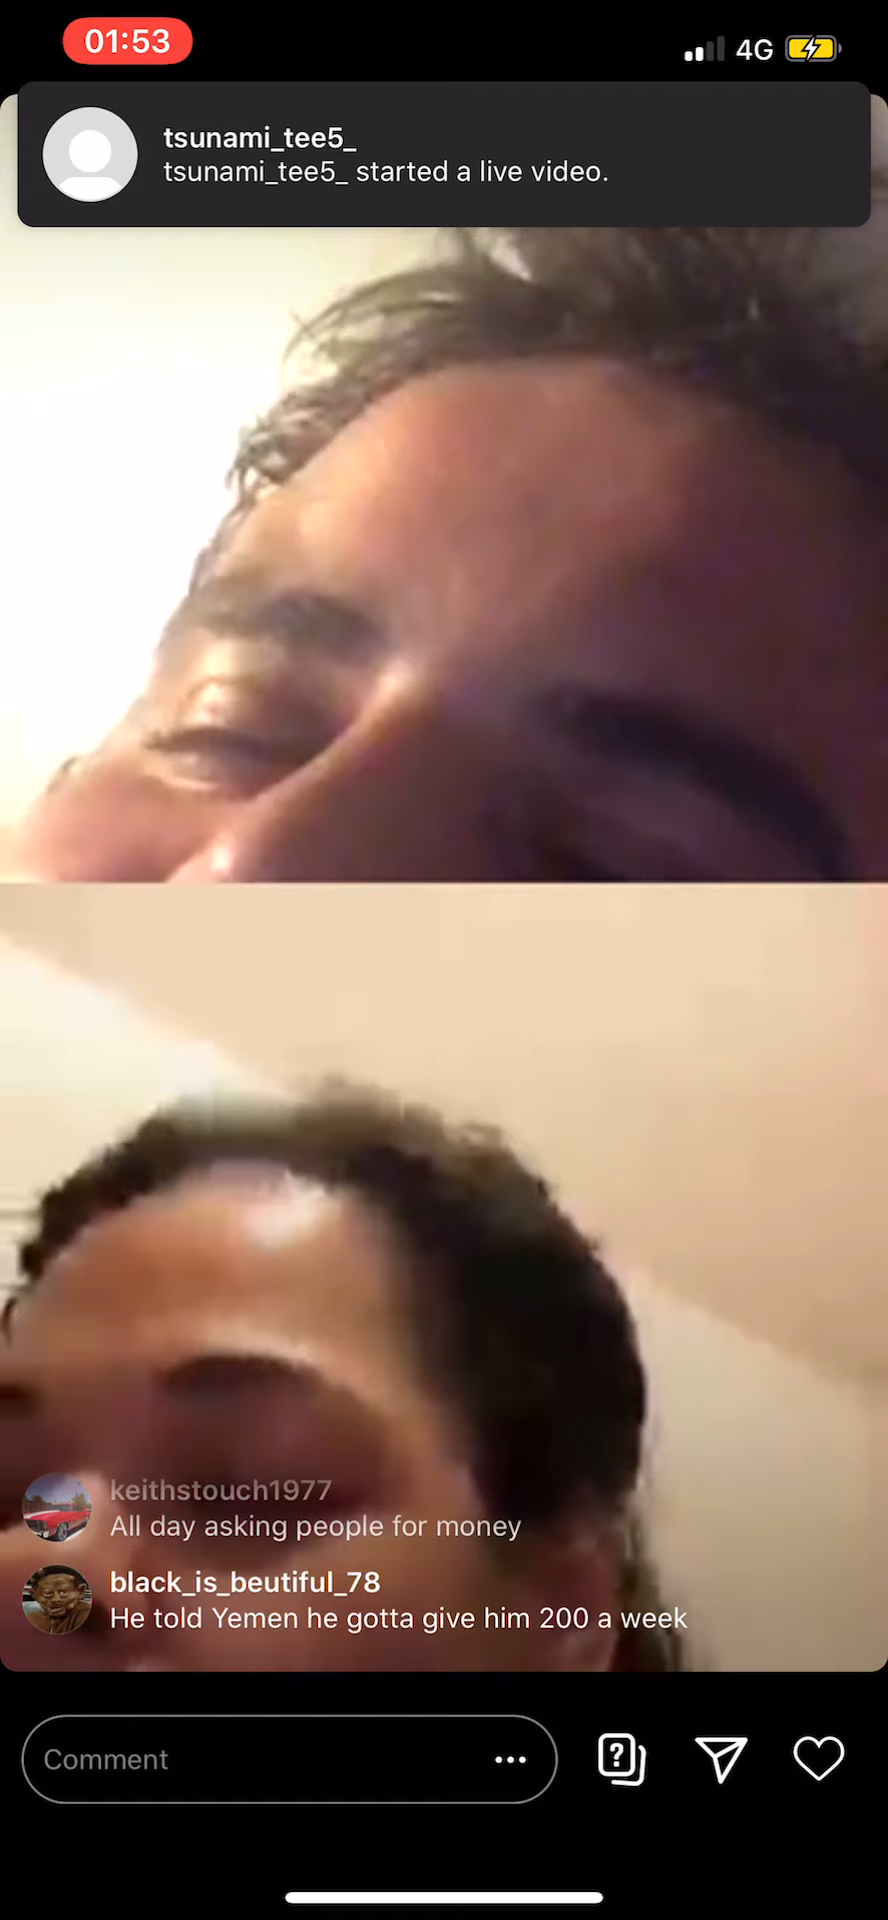 01:53
4G
tsunami_tee5_
tsunami_tee5_ started a live video.
keithstouch1977
All day asking people for money
black_is_beutiful_78
He told Yemen he gotta give him 200 a week
Comment